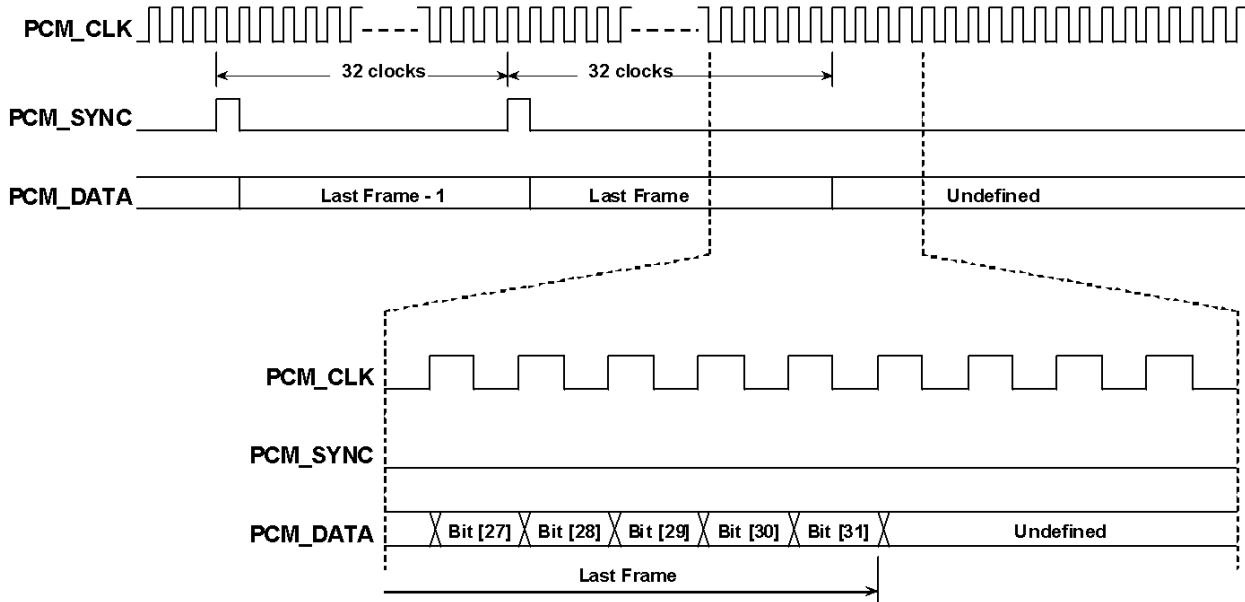 PCM_CLK
32 clocks 32 clocks
PCM_SYNC
PCM_DATA Last Frame - 1 Last Frame Undefined
PCM_CLK
PCM_SYNC
PCM_DATA Bit [27] Bit [28] Bit [29] Bit [30] Bit [31] Undefined
Last Frame